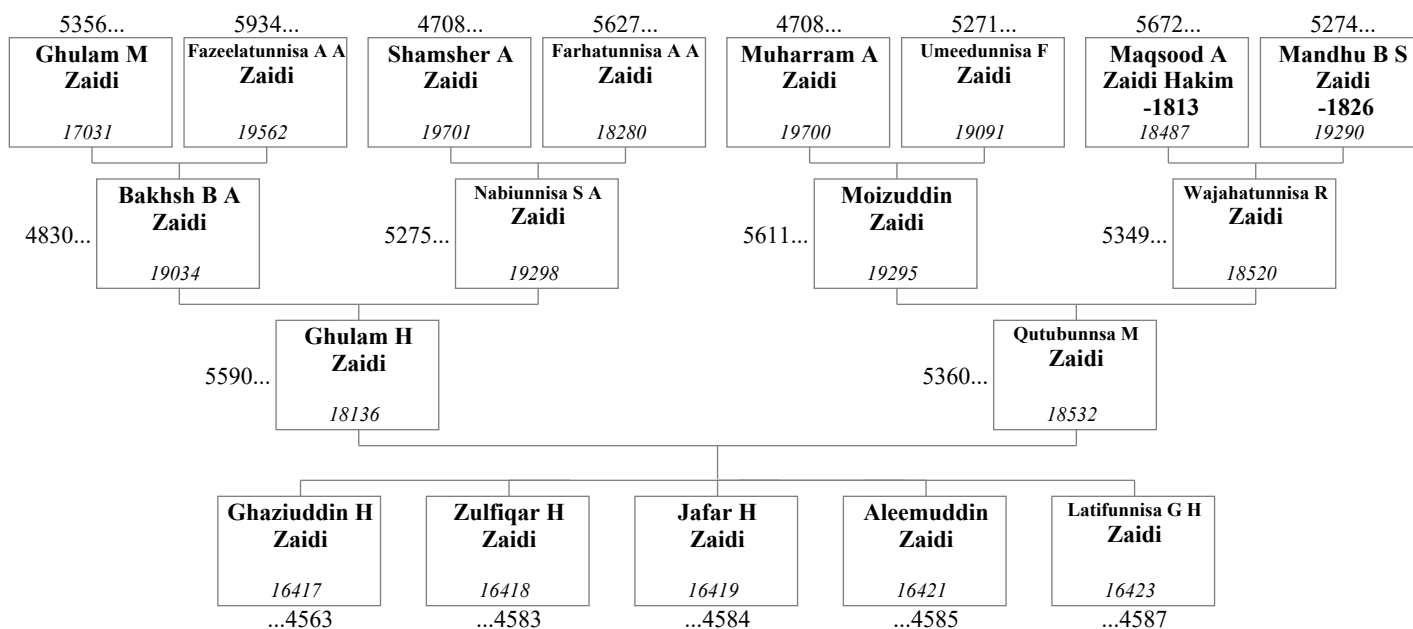 5356... 5934... 4708... 5627... 4708... 5271... 5672... 5274...
Ghulam M
Zaidi
17031
Fazeelatunnisa A A
Zaidi
19562
Shamsher A
Zaidi
19701
Farhatunnisa A A
Zaidi
18280
Muharram A
Zaidi
19700
Umeedunnisa F
Zaidi
19091
Maqsood A
Zaidi Hakim
-1813
18487
Mandhu B S
Zaidi
-1826
19290
4830...
Bakhsh B A
Zaidi
19034
5275...
Nabiunnisa S A
Zaidi
19298
5611...
Moizuddin
Zaidi
19295
5349...
Wajahatunnisa R
Zaidi
18520
5590...
Ghulam H
Zaidi
18136
5360...
Qutubunnsa M
Zaidi
18532
Ghaziuddin H
Zaidi
16417
...4563
Zulfiqar H
Zaidi
16418
...4583
Jafar H
Zaidi
16419
...4584
Aleemuddin
Zaidi
16421
...4585
Latifunnisa G H
Zaidi
16423
...4587